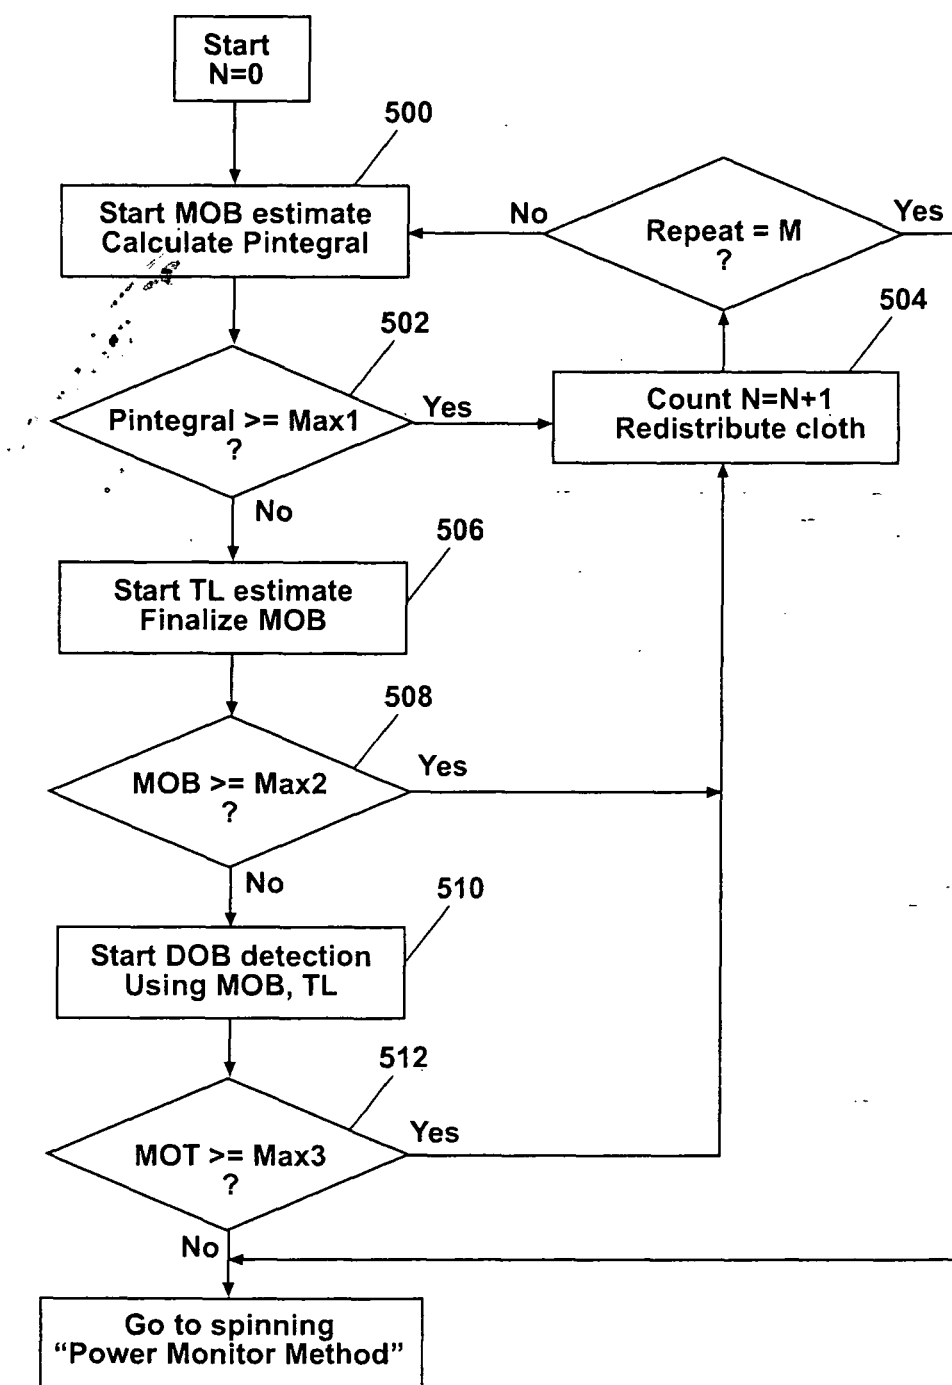 Start
N=0
500
Start MOB estimate
Calculate Pintegral
No
Repeat = M
?
Yes
504
502
Pintegral >= Max1
?
Yes
Count N=N+1
Redistribute cloth
No
506
Start TL estimate
Finalize MOB
508
MOB >= Max2
?
Yes
No
510
Start DOB detection
Using MOB, TL
512
MOT >= Max3
?
Yes
No
Go to spinning
“Power Monitor Method”